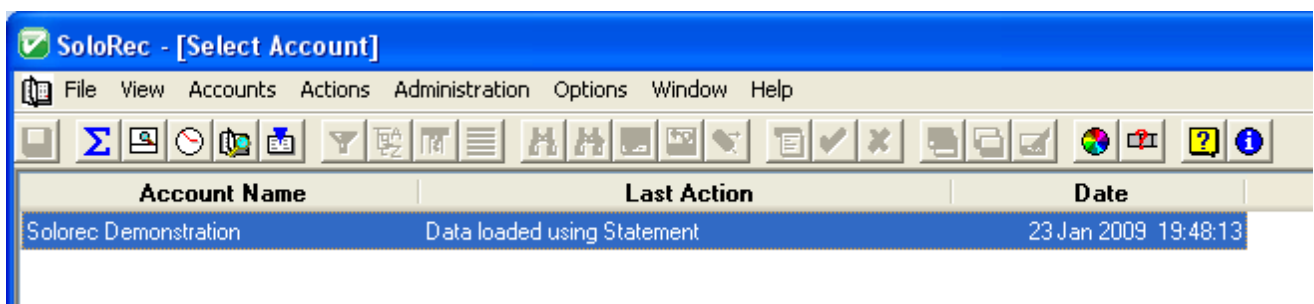 SoloRec - [Select Account]
File View Accounts Actions Administration Options Window Help
Account Name Last Action Date
Solorec Demonstration Data loaded using Statement 23 Jan 2009 19:48:13